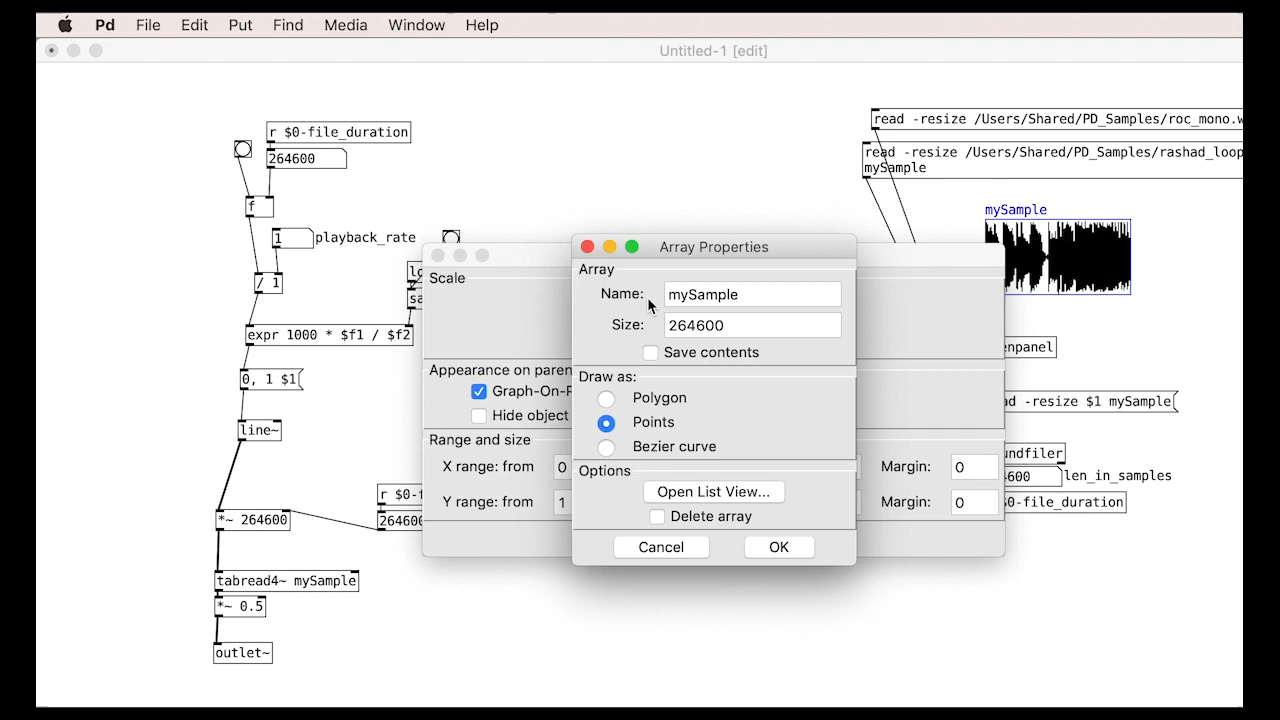 Pd File Edit Put Find Media Window Help
Untitled-1 [edit]
r $0-file_duration
264600
f
1 playback_rate
/ 1
expr 1000 * $f1 / $f2
0, 1 $1
line~
*~ 264600
tabread4~ mySample
*~ 0.5
outlet~
lo
sa
r $0-f
264600
Scale
Appearance on paren
Graph-On-P
Hide object
Range and size
X range: from 0
Y range: from 1
Margin: 0
Margin: 0
Array Properties
Array
Name: mySample
Size: 264600
Save contents
Draw as:
Polygon
Points
Bezier curve
Options
Open List View...
Delete array
Cancel OK
read -resize /Users/Shared/PD_Samples/roc_mono.w
read -resize /Users/Shared/PD_Samples/rashad_loop
mySample
mySample
enpanel
ad -resize $1 mySample
undfiler
4600 len_in_samples
$0-file_duration